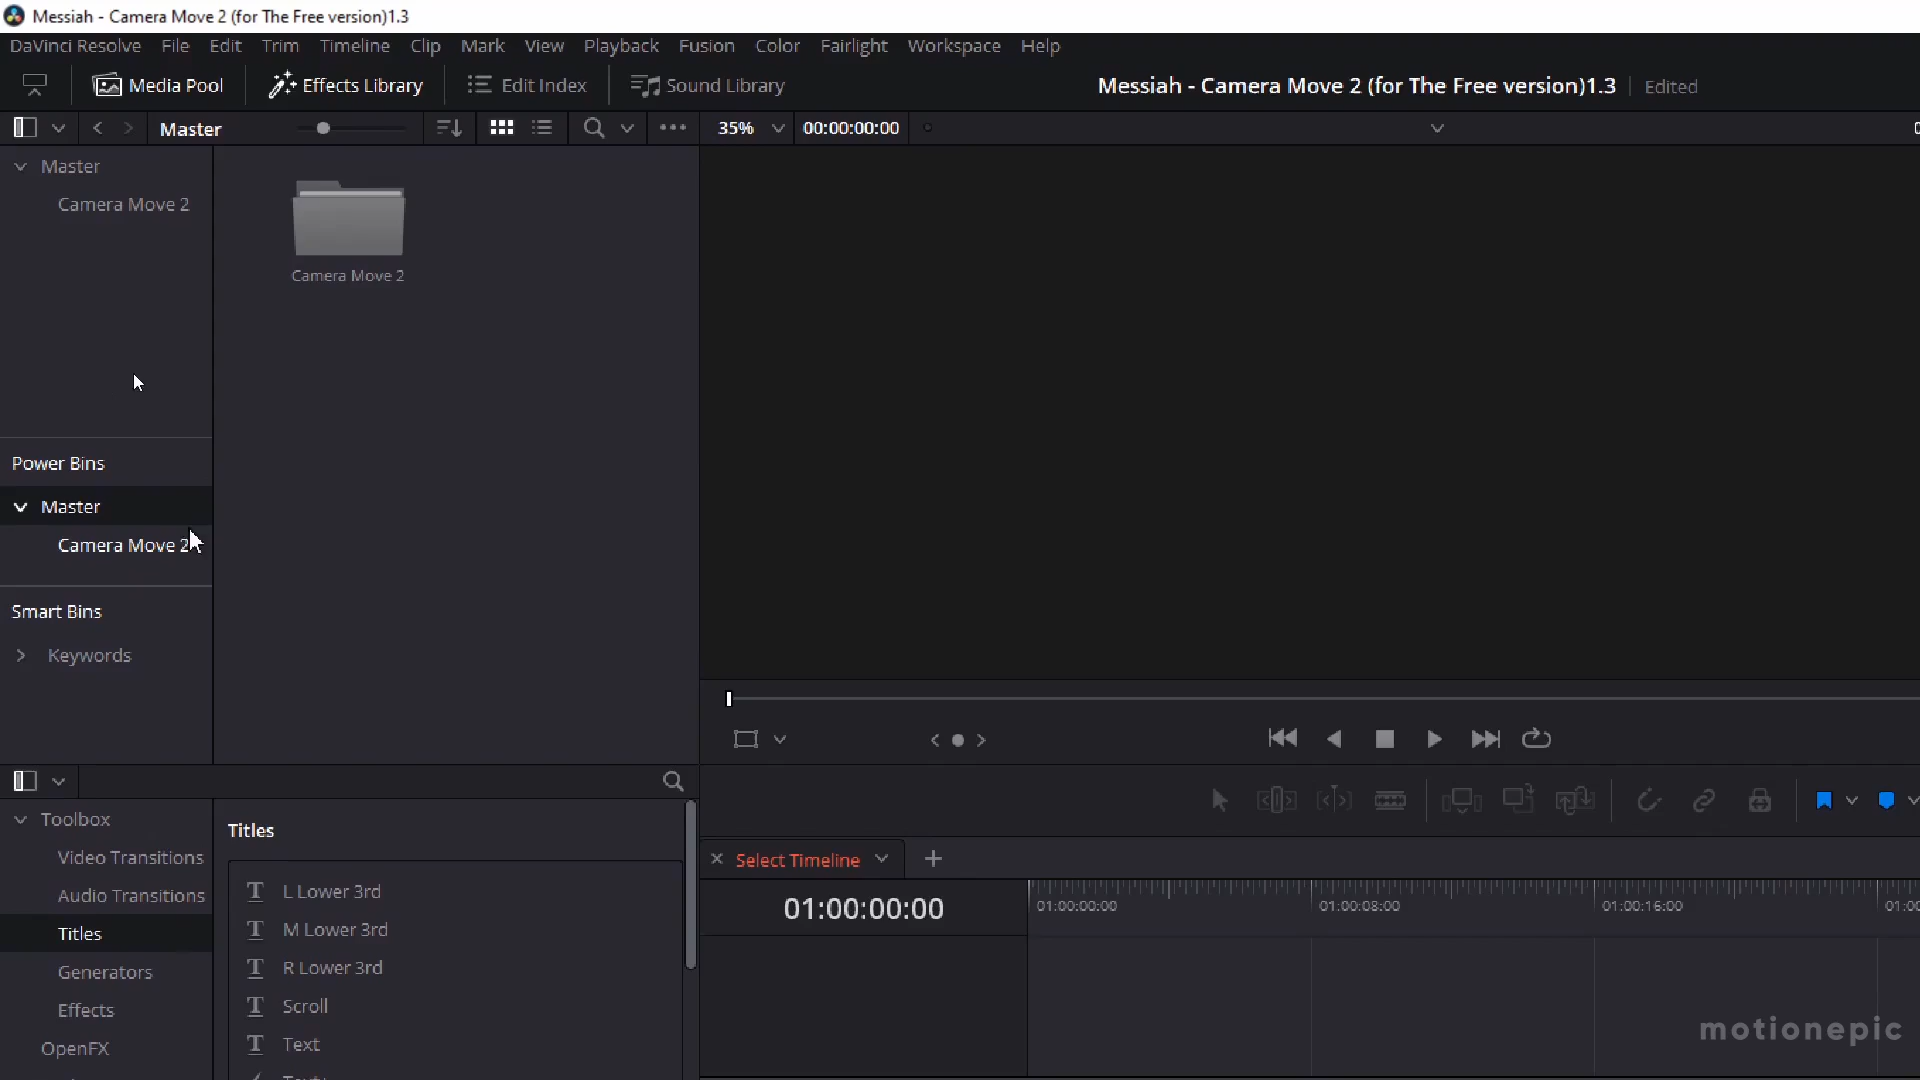 Messiah - Camera Move 2 (for The Free version)1.3
DaVinci Resolve File Edit Trim Timeline Clip Mark View Playback Fusion Color Fairlight Workspace Help
Media Pool Effects Library Edit Index Sound Library Messiah - Camera Move 2 (for The Free version)1.3 Edited
Master 35% 00:00:00:00
Master
Camera Move 2
Camera Move 2
Power Bins
Master
Camera Move 2
Smart Bins
Keywords
Toolbox
Video Transitions
Audio Transitions
Titles
Generators
Effects
OpenFX
Titles
L Lower 3rd
M Lower 3rd
R Lower 3rd
Scroll
Text
Select Timeline
01:00:00:00
01:00:00:00 01:00:08:00 01:00:16:00
motionepic